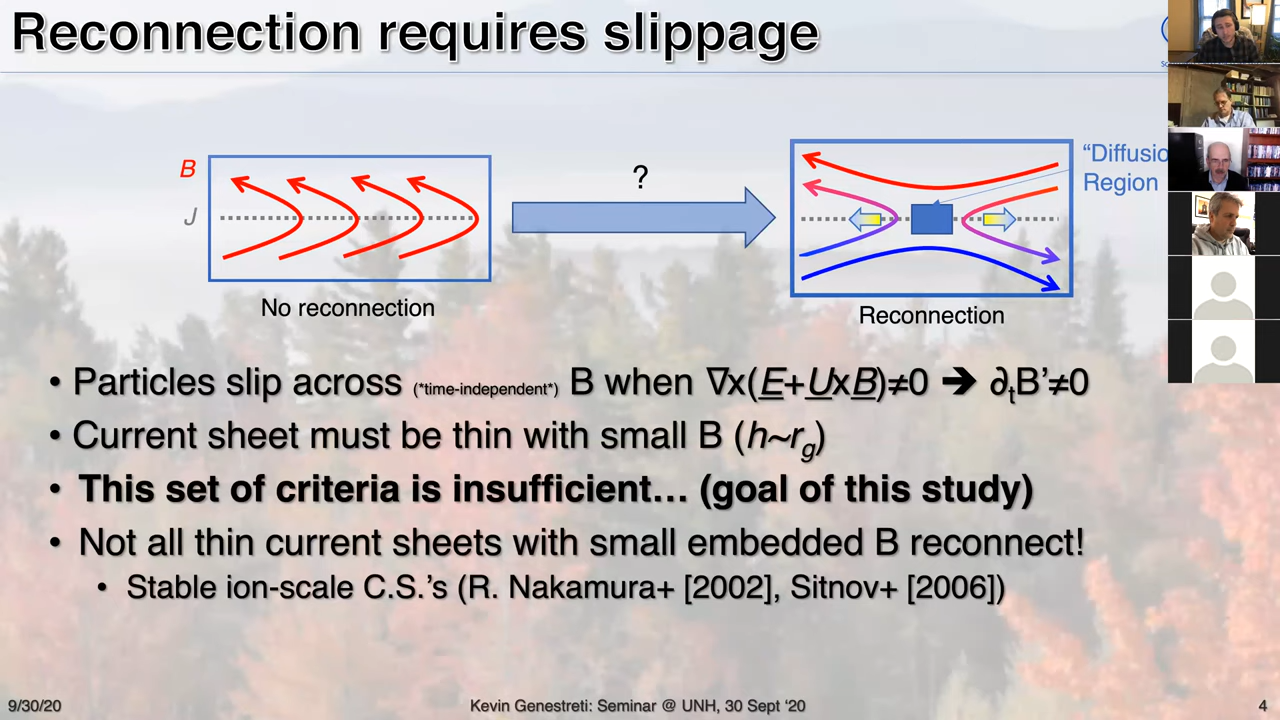 Reconnection requires slippage
B
J
?
"Diffusio
Region
No reconnection
Reconnection
• Particles slip across (*time-independent*) B when ∇x(E+UxB)≠0 ➔ ∂tB’≠0
• Current sheet must be thin with small B (h~rg)
• This set of criteria is insufficient… (goal of this study)
• Not all thin current sheets with small embedded B reconnect!
• Stable ion-scale C.S.’s (R. Nakamura+ [2002], Sitnov+ [2006])
9/30/20
Kevin Genestreti: Seminar @ UNH, 30 Sept ‘20
4